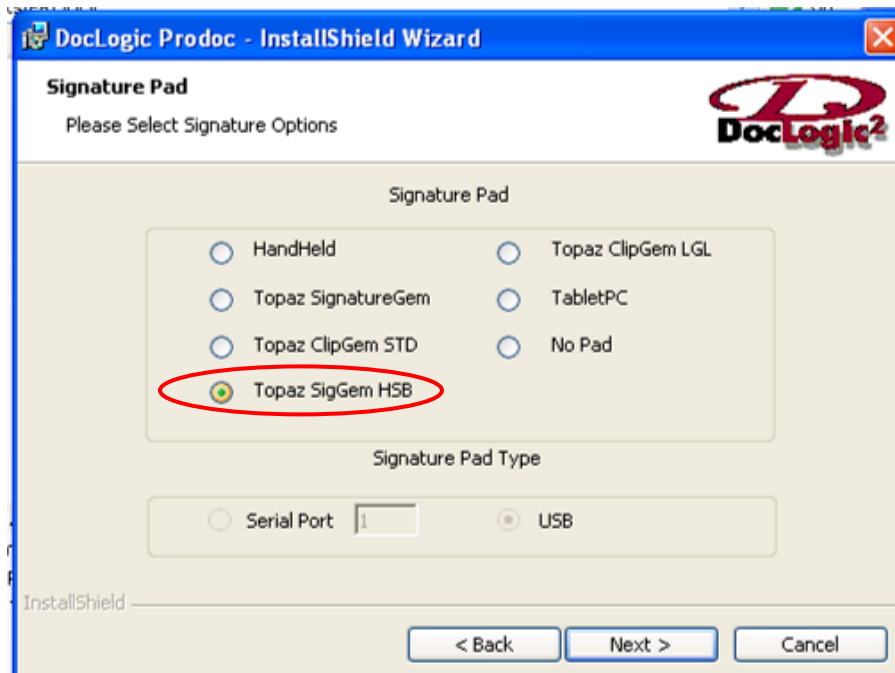 DocLogic Prodoc - InstallShield Wizard
Signature Pad
Please Select Signature Options
DocLogic2
Signature Pad
HandHeld
Topaz ClipGem LGL
Topaz SignatureGem
TabletPC
Topaz ClipGem STD
No Pad
Topaz SigGem HSB
Signature Pad Type
Serial Port 1
USB
InstallShield
< Back
Next >
Cancel